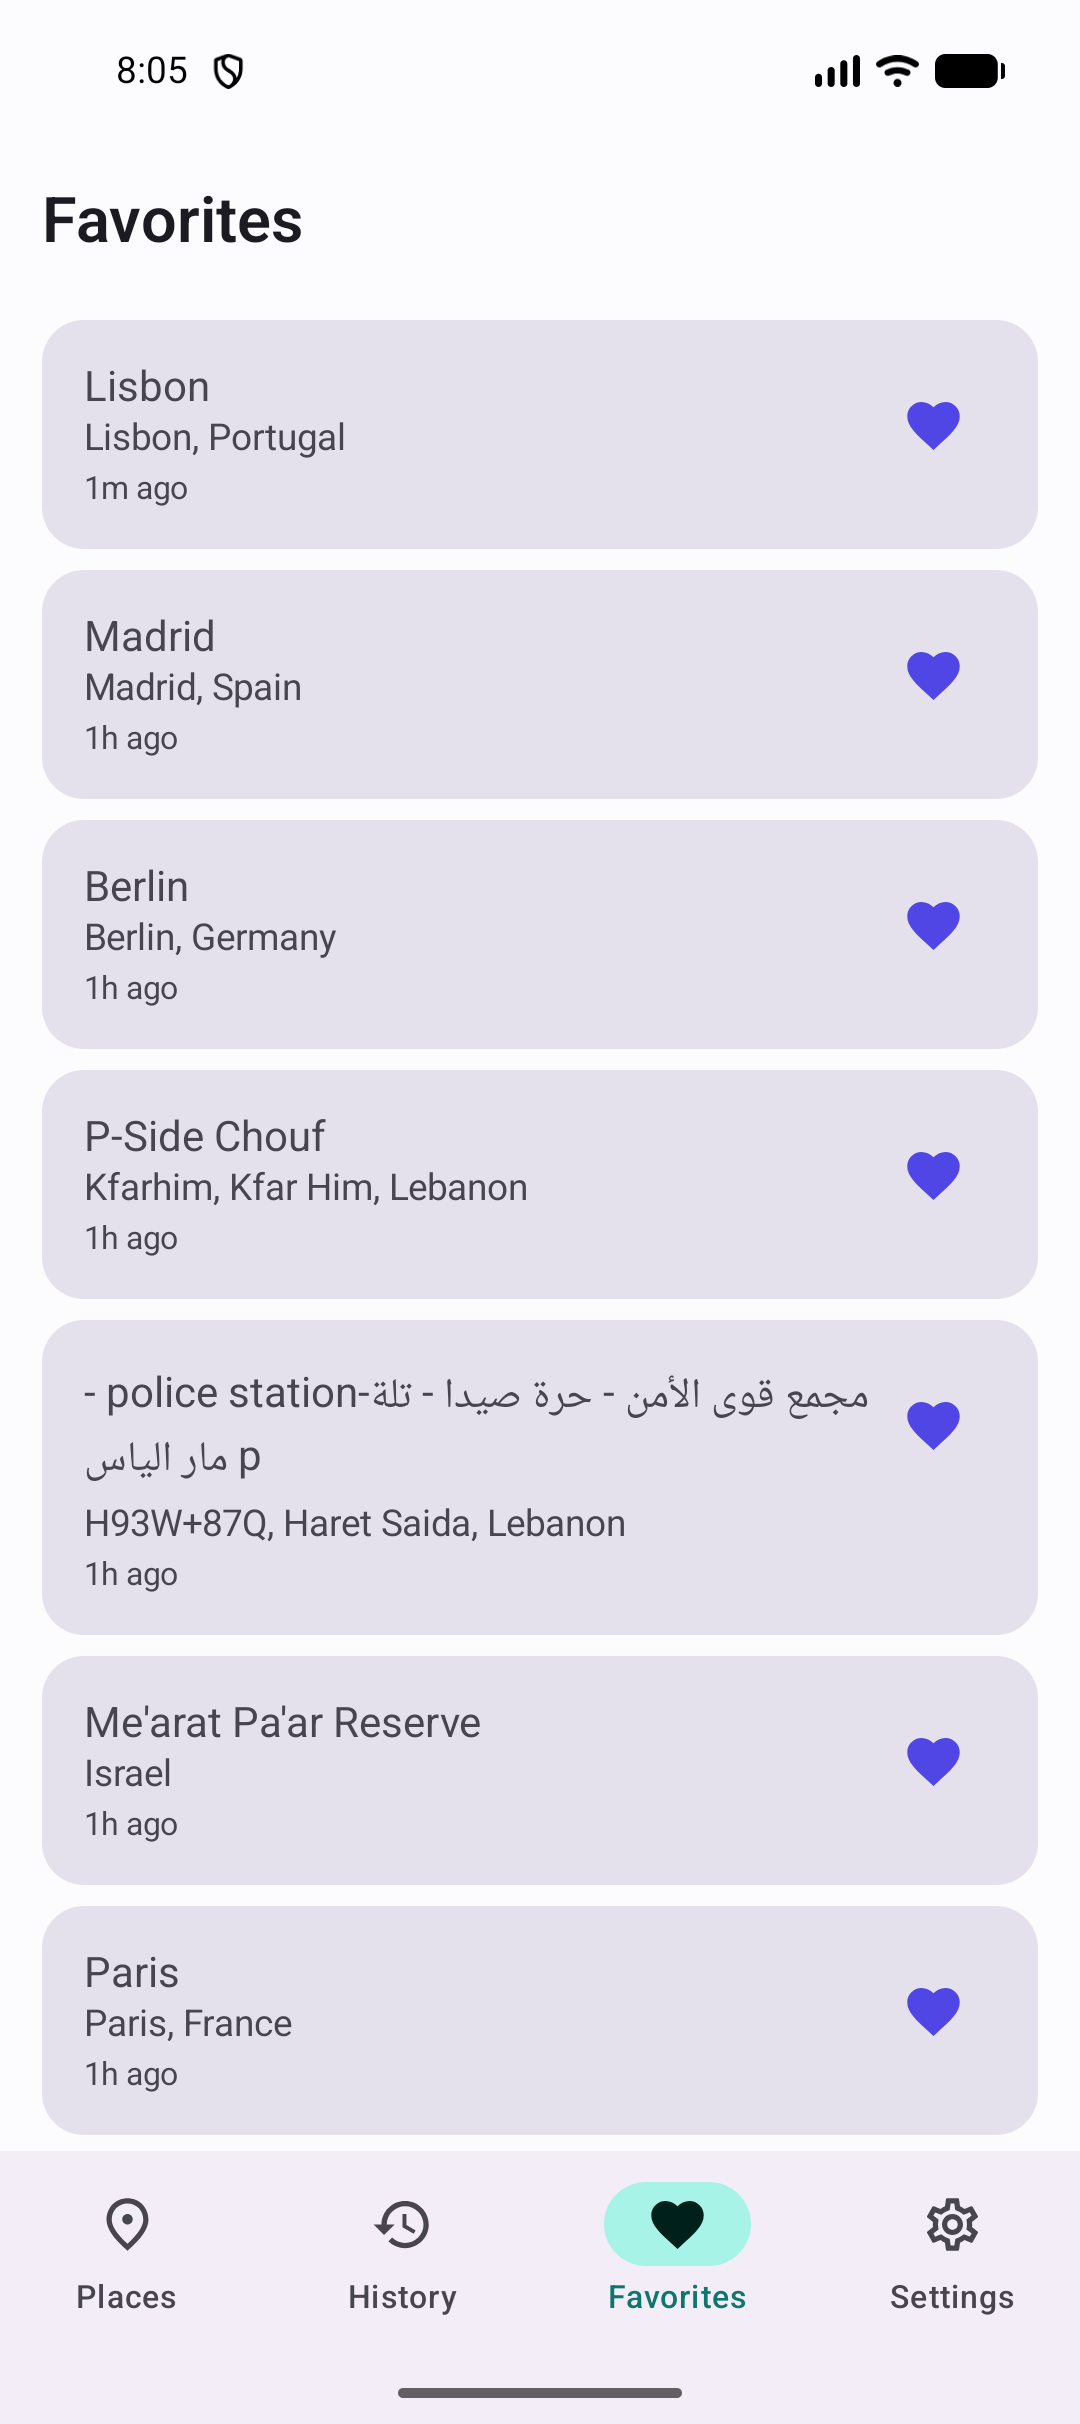 8:05
Favorites
Lisbon
Lisbon, Portugal
1m ago
Madrid
Madrid, Spain
1h ago
Berlin
Berlin, Germany
1h ago
P-Side Chouf
Kfarhim, Kfar Him, Lebanon
1h ago
مجمع قوى الأمن - حرة صيدا - تلة-police station -
مار الياس p
H93W+87Q, Haret Saida, Lebanon
1h ago
Me'arat Pa'ar Reserve
Israel
1h ago
Paris
Paris, France
1h ago
Places
History
Favorites
Settings